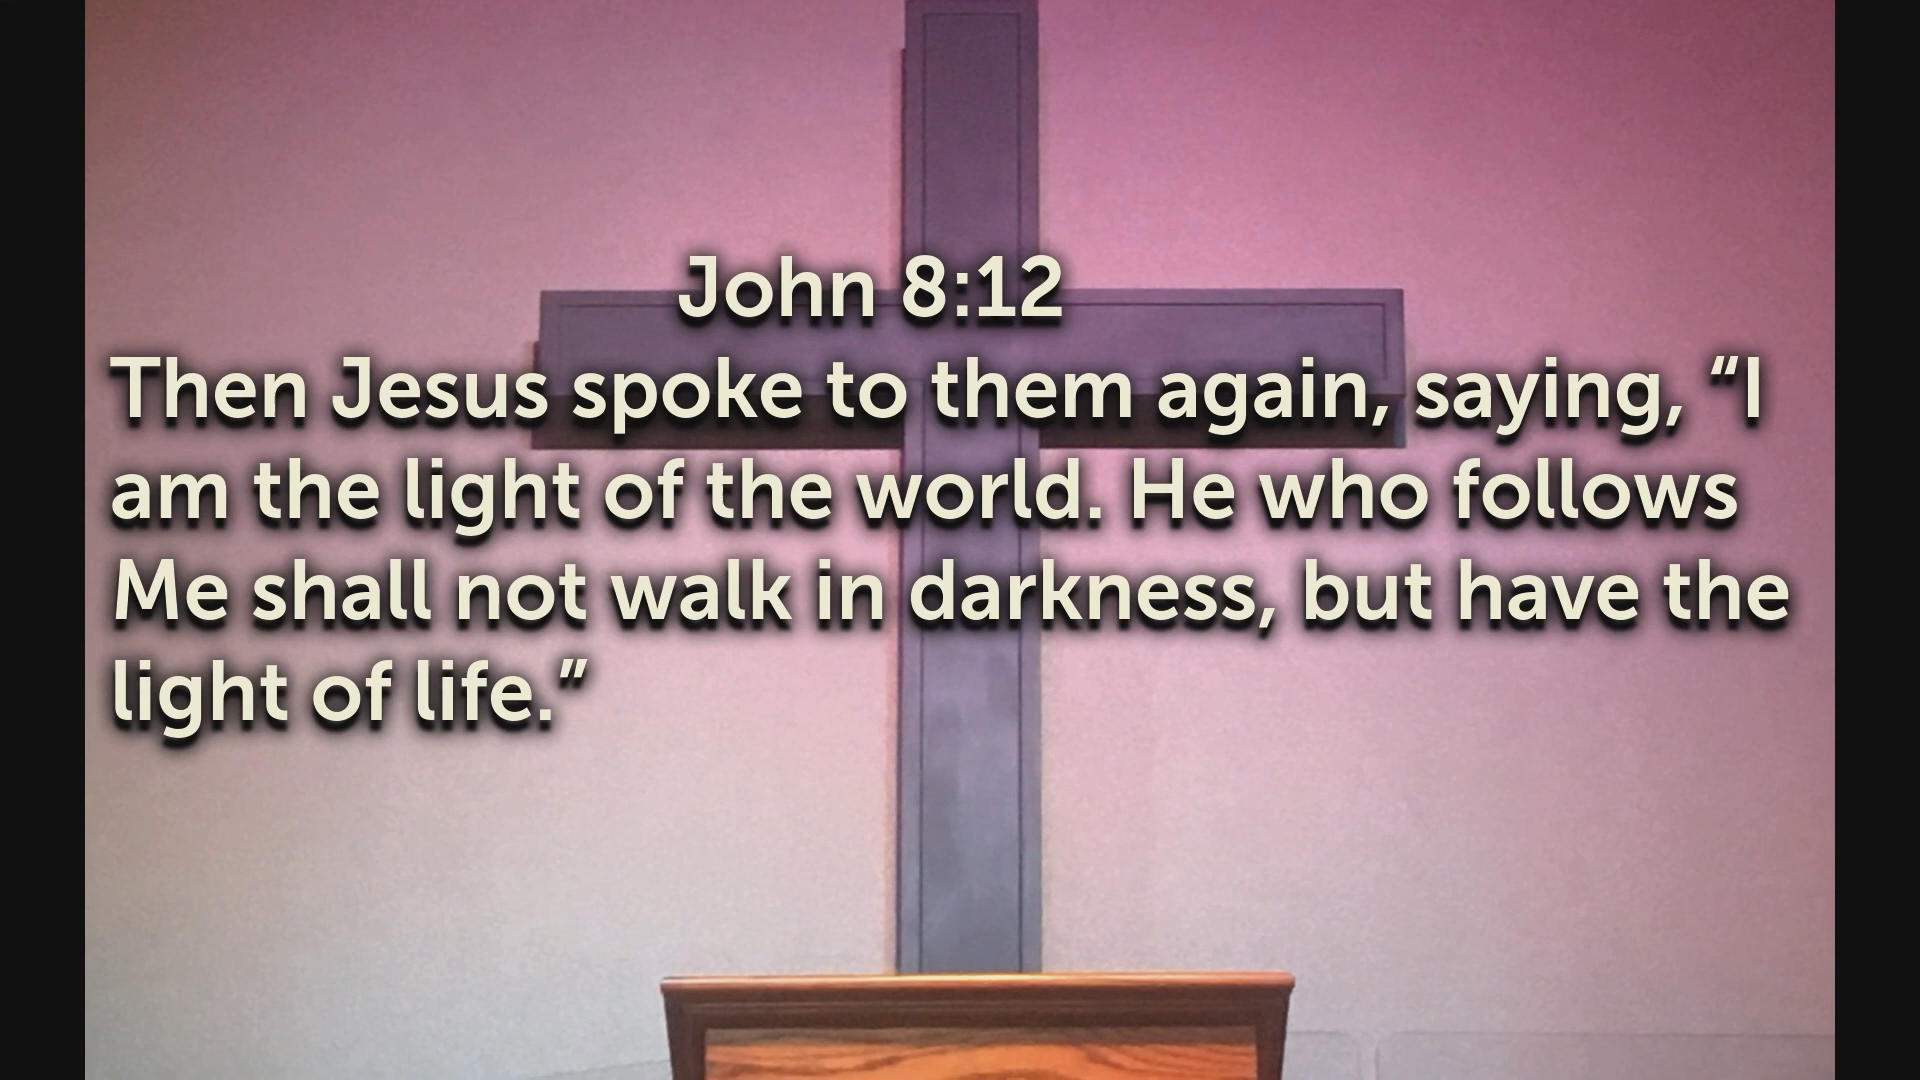 John 8:12
Then Jesus spoke to them again, saying, “I
am the light of the world. He who follows
Me shall not walk in darkness, but have the
light of life.”